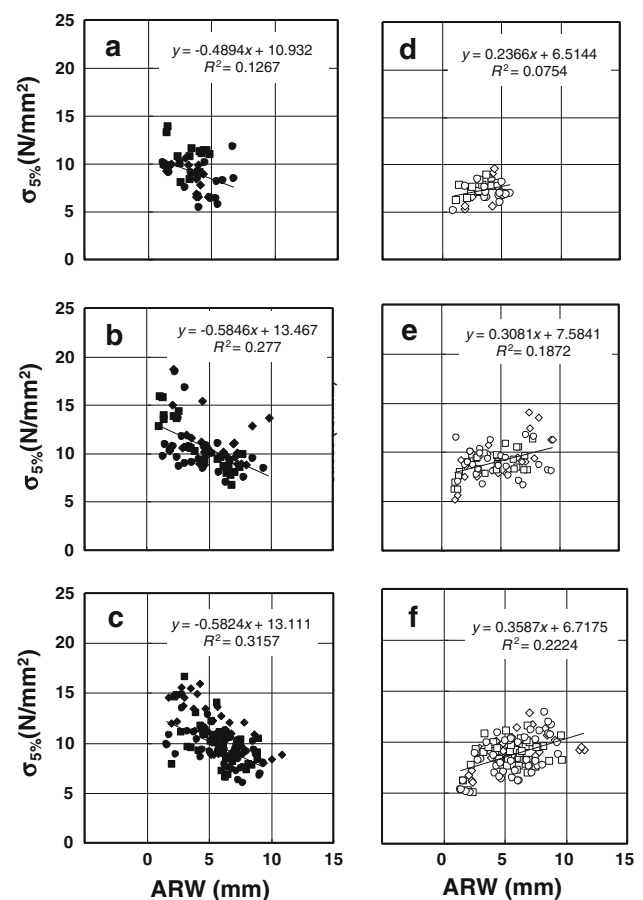 a
y = -0.4894x + 10.932
R² = 0.1267
25
20
15
10
5
0
σ5%(N/mm²)
d
y = 0.2366x + 6.5144
R² = 0.0754
b
y = -0.5846x + 13.467
R² = 0.277
25
20
15
10
5
0
σ5%(N/mm²)
e
y = 0.3081x + 7.5841
R² = 0.1872
c
y = -0.5824x + 13.111
R² = 0.3157
25
20
15
10
5
0
σ5%(N/mm²)
0 5 10 15
ARW (mm)
f
y = 0.3587x + 6.7175
R² = 0.2224
0 5 10 15
ARW (mm)